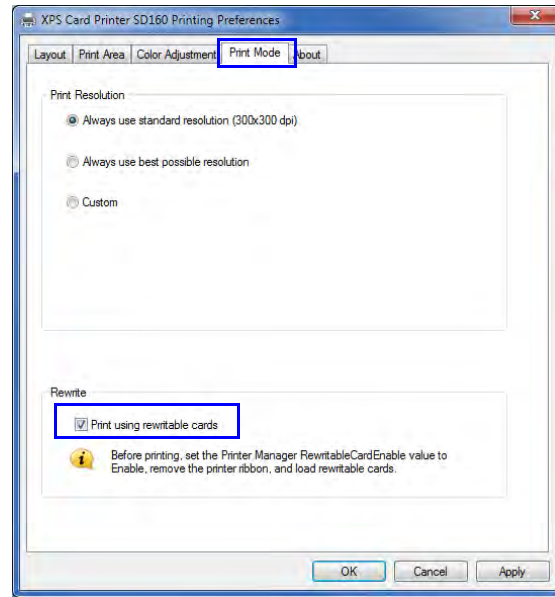 XPS Card Printer SD160 Printing Preferences
Layout Print Area Color Adjustment Print Mode About
Print Resolution
Always use standard resolution (300x300 dpi)
Always use best possible resolution
Custom
Rewrite
Print using rewritable cards
Before printing, set the Printer Manager RewritableCardEnable value to
Enable, remove the printer ribbon, and load rewritable cards.
OK Cancel Apply